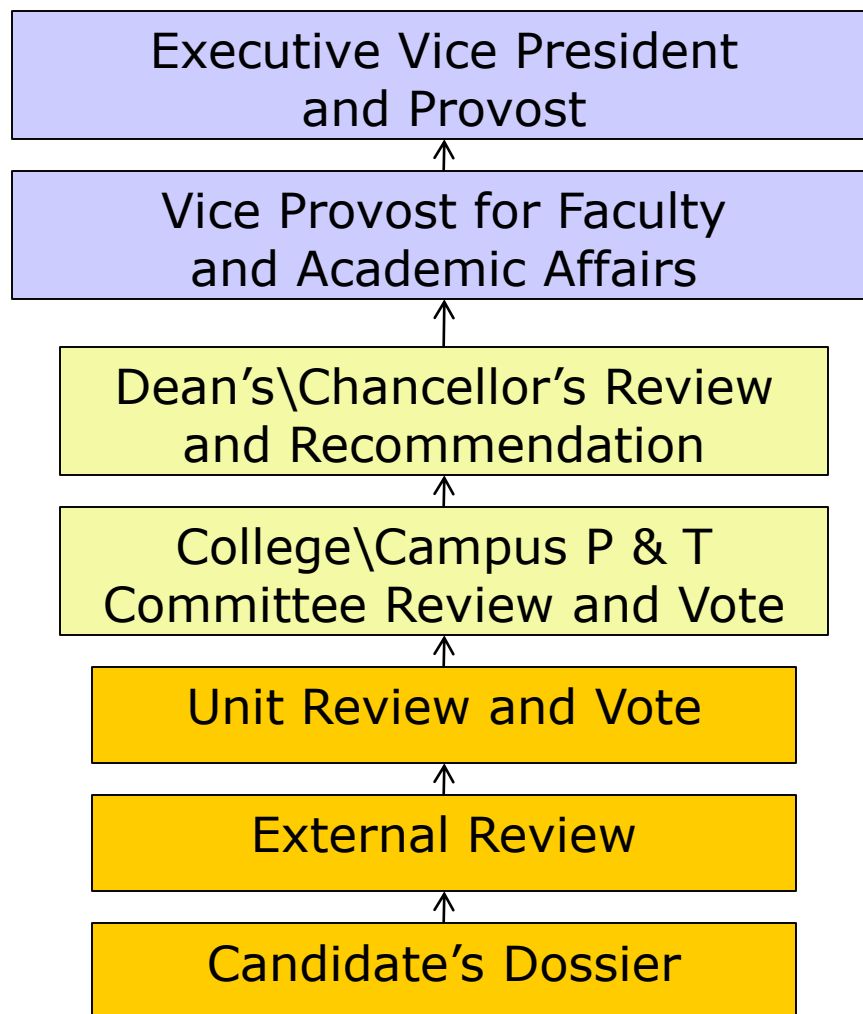 Executive Vice President
and Provost
Vice Provost for Faculty
and Academic Affairs
Dean’s\Chancellor’s Review
and Recommendation
College\Campus P & T
Committee Review and Vote
Unit Review and Vote
External Review
Candidate’s Dossier